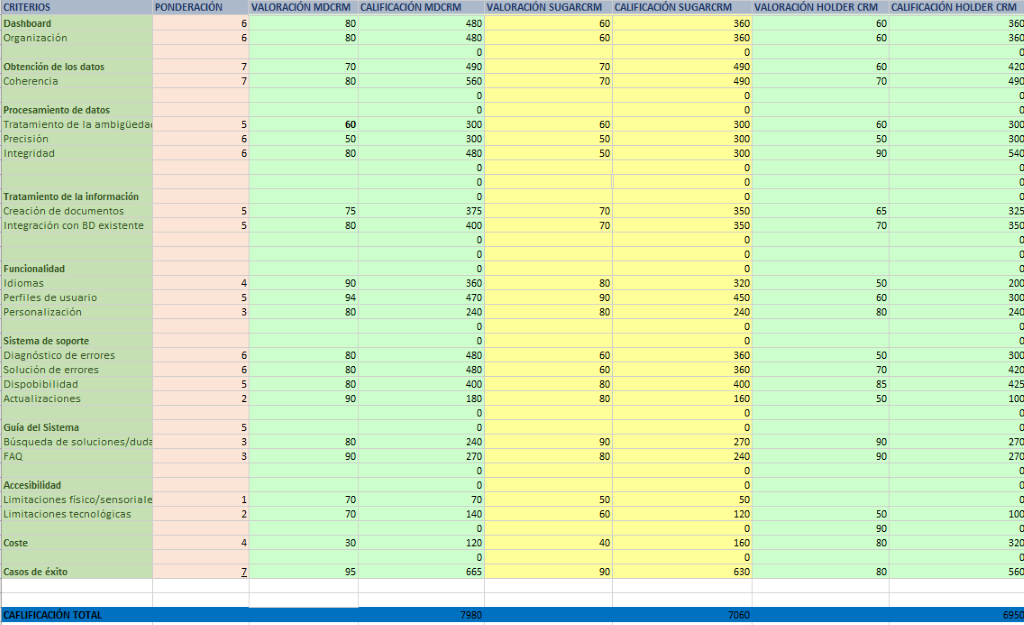 CRITERIOS PONDERACIÓN VALORACIÓN MDCRM CALIFICACIÓN MDCRM VALORACIÓN SUGARCRM CALIFICACIÓN SUGARCRM VALORACIÓN HOLDER CRM CALIFICACIÓN HOLDER CRM
Dashboard 6 80 480 60 360 60 360
Organización 6 80 480 60 360 60 360
0 0 0
Obtención de los datos 7 70 490 70 490 60 420
Coherencia 7 80 560 70 490 70 490
0 0 0
Procesamiento de datos 0 0 0
Tratamiento de la ambigüedad 5 60 300 60 300 60 300
Precisión 6 50 300 50 300 50 300
Integridad 6 80 480 50 300 90 540
0 0 0
0 0 0
Tratamiento de la información 0 0 0
Creación de documentos 5 75 375 70 350 65 325
Integración con BD existente 5 80 400 70 350 70 350
0 0 0
0 0 0
Funcionalidad 0 0 0
Idiomas 4 90 360 80 320 50 200
Perfiles de usuario 5 94 470 90 450 60 300
Personalización 3 80 240 80 240 80 240
0 0 0
Sistema de soporte 0 0 0
Diagnóstico de errores 6 80 480 60 360 50 300
Solución de errores 6 80 480 60 360 70 420
Dispobibilidad 5 80 400 80 400 85 425
Actualizaciones 2 90 180 80 160 50 100
0 0 0
Guía del Sistema 5 0 0 0
Búsqueda de soluciones/duda 3 80 240 90 270 90 270
FAQ 3 90 270 80 240 90 270
0 0 0
Accesibilidad 0 0 0
Limitaciones físico/sensoriale 1 70 70 50 50 0
Limitaciones tecnológicas 2 70 140 60 120 50 100
0 0 90 0
Coste 4 30 120 40 160 80 320
0 0 0
Casos de éxito 7 95 665 90 630 80 560
CAFLIFICACIÓN TOTAL 7980 7060 6950